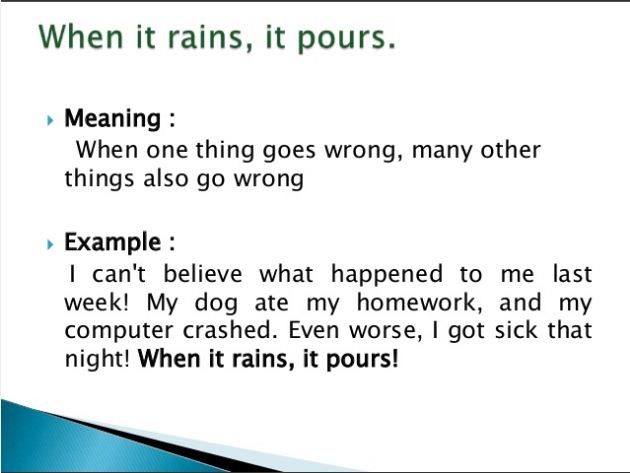 When it rains, it pours.
Meaning :
When one thing goes wrong, many other
things also go wrong
Example :
I can't believe what happened to me last
week! My dog ate my homework, and my
computer crashed. Even worse, I got sick that
night! When it rains, it pours!